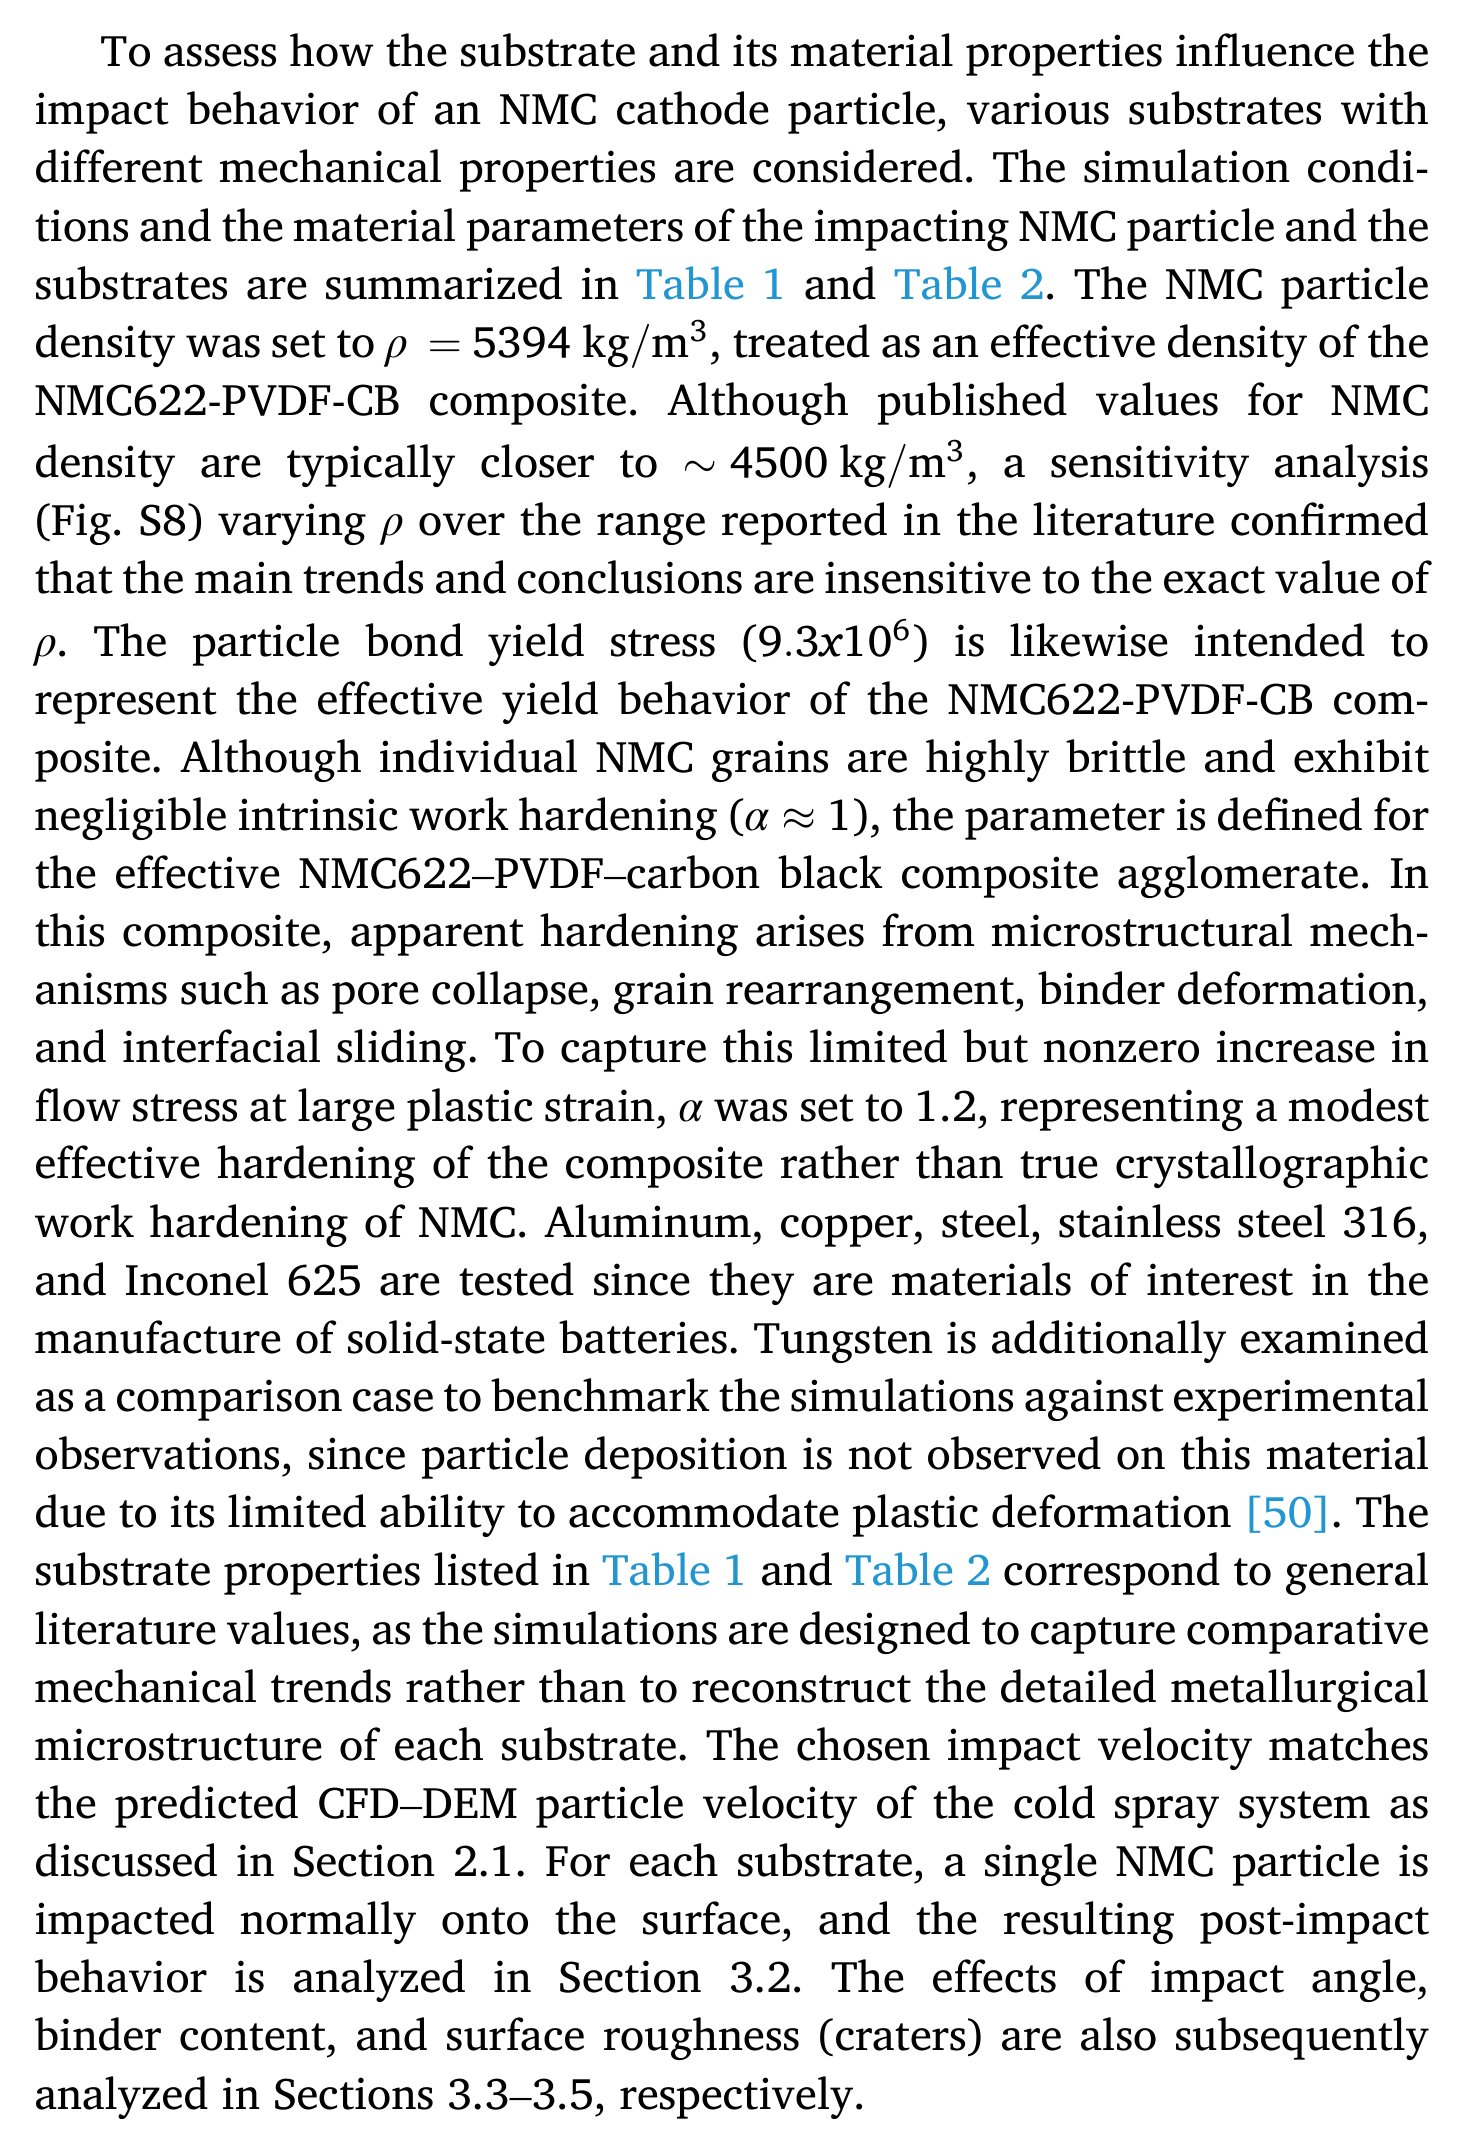 To assess how the substrate and its material properties influence the
impact behavior of an NMC cathode particle, various substrates with
different mechanical properties are considered. The simulation condi-
tions and the material parameters of the impacting NMC particle and the
substrates are summarized in Table 1 and Table 2. The NMC particle
density was set to ρ = 5394 kg/m³, treated as an effective density of the
NMC622-PVDF-CB composite. Although published values for NMC
density are typically closer to ∼ 4500 kg/m³, a sensitivity analysis
(Fig. S8) varying ρ over the range reported in the literature confirmed
that the main trends and conclusions are insensitive to the exact value of
ρ. The particle bond yield stress (9.3x10⁶) is likewise intended to
represent the effective yield behavior of the NMC622-PVDF-CB com-
posite. Although individual NMC grains are highly brittle and exhibit
negligible intrinsic work hardening (α ≈ 1), the parameter is defined for
the effective NMC622–PVDF–carbon black composite agglomerate. In
this composite, apparent hardening arises from microstructural mech-
anisms such as pore collapse, grain rearrangement, binder deformation,
and interfacial sliding. To capture this limited but nonzero increase in
flow stress at large plastic strain, α was set to 1.2, representing a modest
effective hardening of the composite rather than true crystallographic
work hardening of NMC. Aluminum, copper, steel, stainless steel 316,
and Inconel 625 are tested since they are materials of interest in the
manufacture of solid-state batteries. Tungsten is additionally examined
as a comparison case to benchmark the simulations against experimental
observations, since particle deposition is not observed on this material
due to its limited ability to accommodate plastic deformation [50]. The
substrate properties listed in Table 1 and Table 2 correspond to general
literature values, as the simulations are designed to capture comparative
mechanical trends rather than to reconstruct the detailed metallurgical
microstructure of each substrate. The chosen impact velocity matches
the predicted CFD–DEM particle velocity of the cold spray system as
discussed in Section 2.1. For each substrate, a single NMC particle is
impacted normally onto the surface, and the resulting post-impact
behavior is analyzed in Section 3.2. The effects of impact angle,
binder content, and surface roughness (craters) are also subsequently
analyzed in Sections 3.3–3.5, respectively.